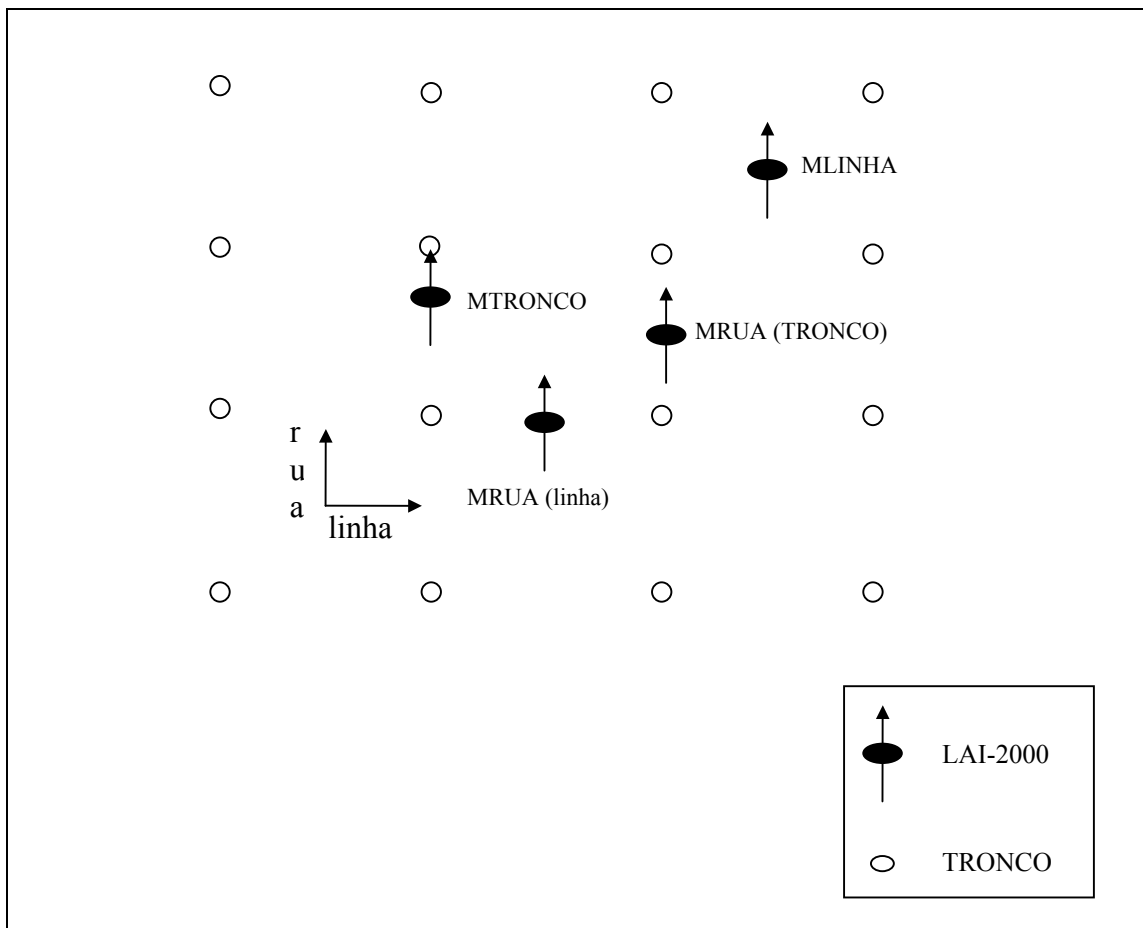 MLINHA
MTRONCO
MRUA (TRONCO)
r
u
a
linha
MRUA (linha)
LAI-2000
TRONCO